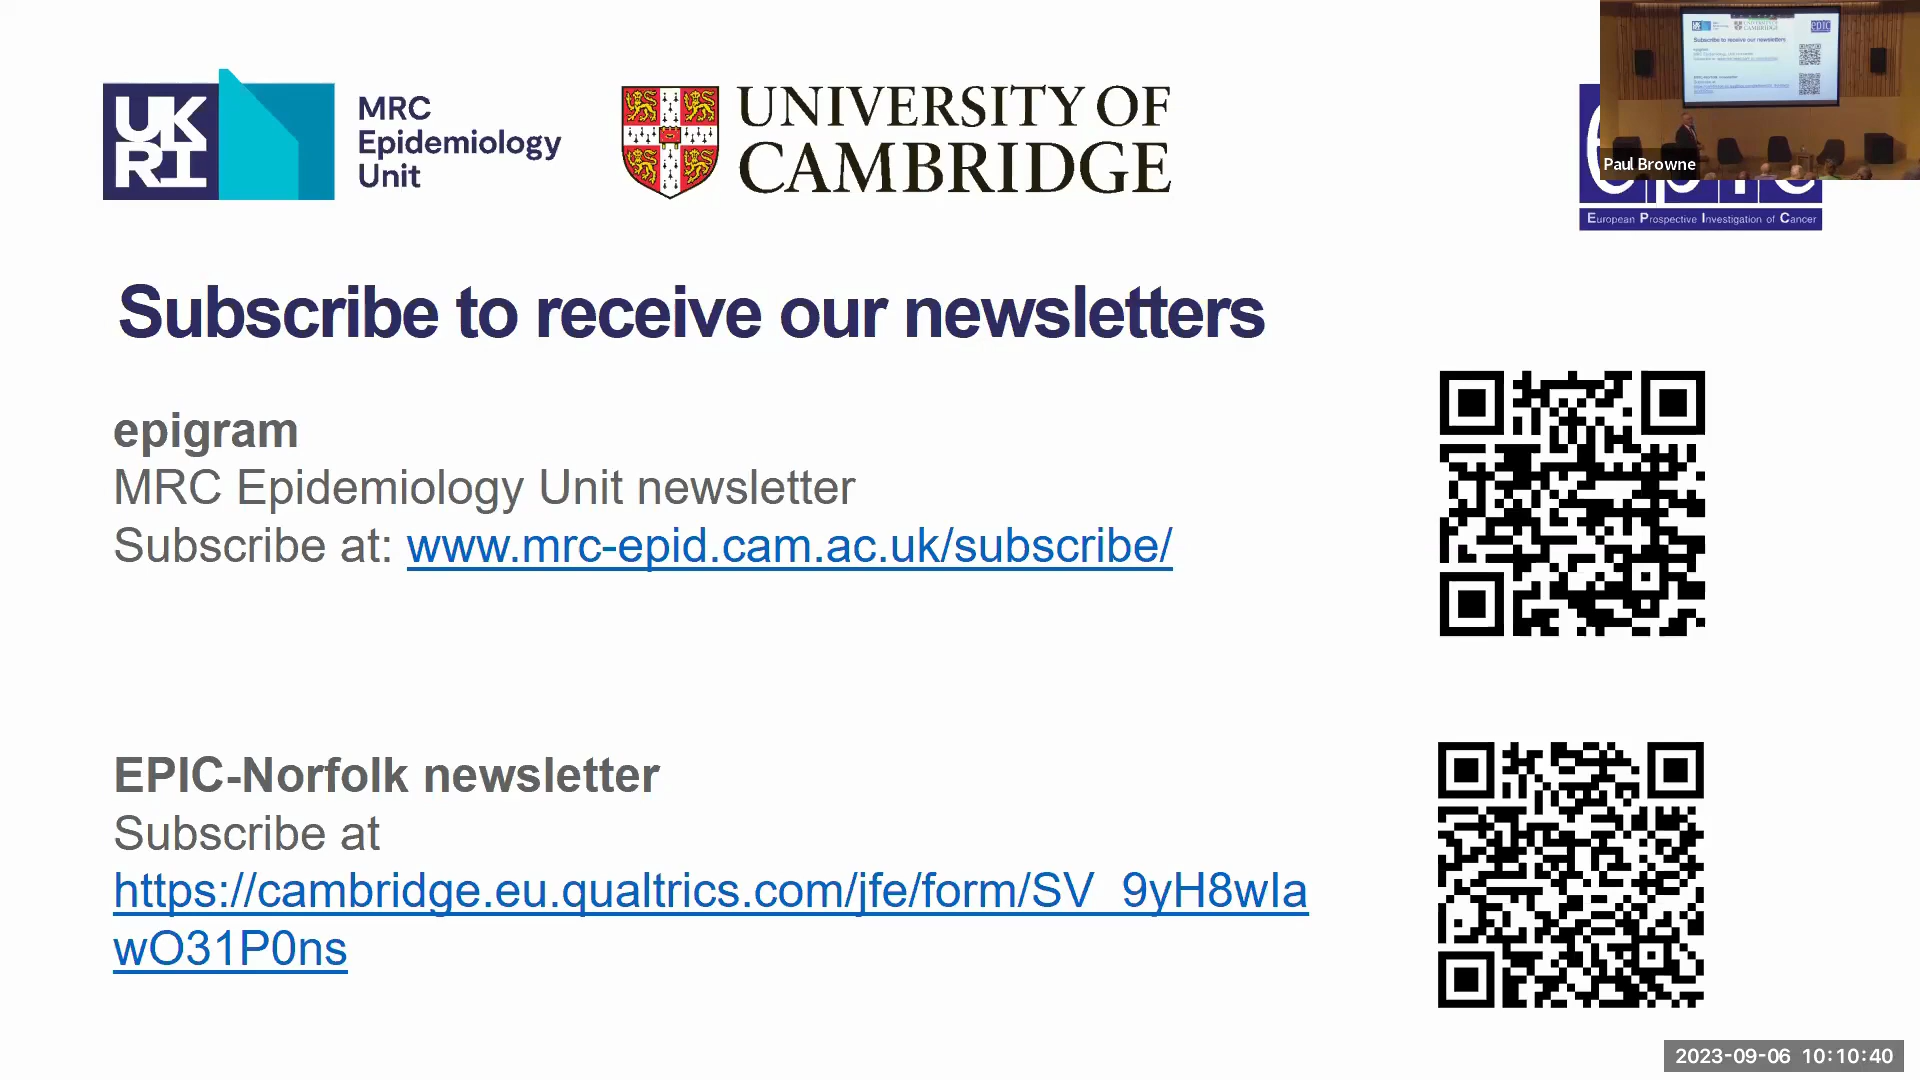 UK
RI
MRC
Epidemiology
Unit
UNIVERSITY OF
CAMBRIDGE
Paul Browne
European Prospective Investigation of Cancer
Subscribe to receive our newsletters
epigram
MRC Epidemiology Unit newsletter
Subscribe at: www.mrc-epid.cam.ac.uk/subscribe/
EPIC-Norfolk newsletter
Subscribe at
https://cambridge.eu.qualtrics.com/jfe/form/SV_9yH8wIa
wO31P0ns
2023-09-06 10:10:40